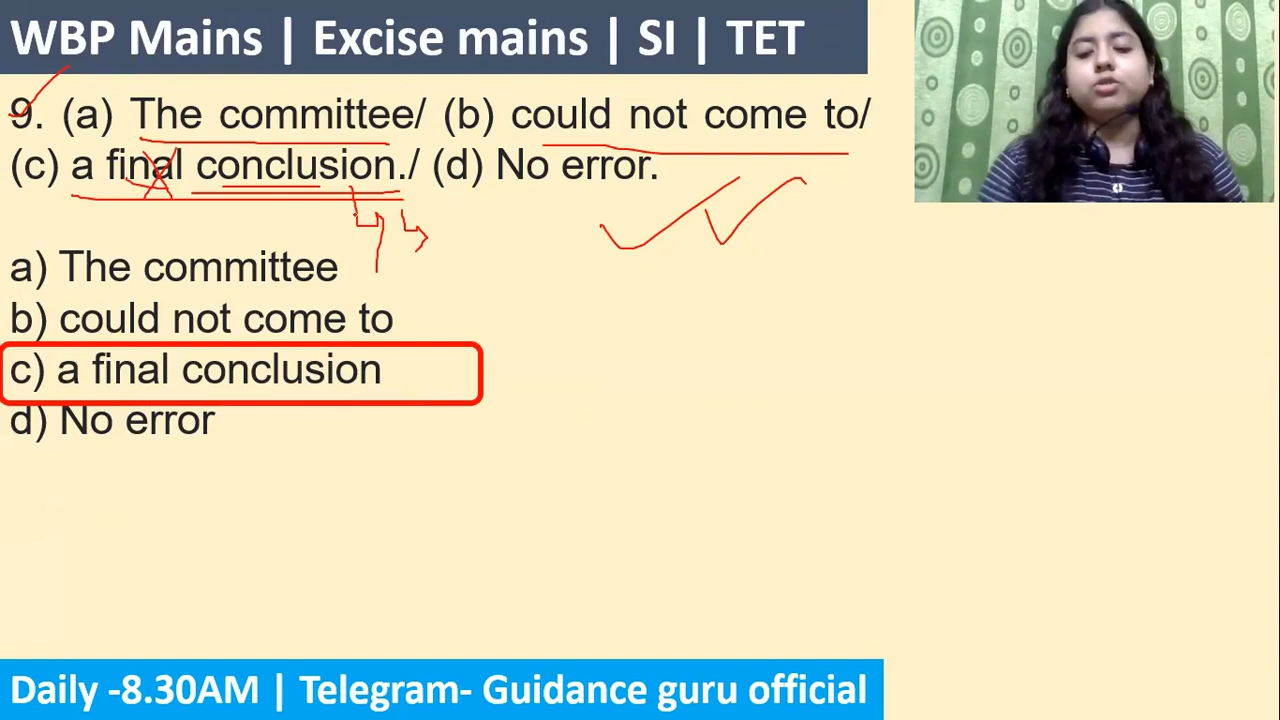 WBP Mains | Excise mains | SI | TET
9. (a) The committee/ (b) could not come to/
(c) a final conclusion./ (d) No error.
a) The committee
b) could not come to
c) a final conclusion
d) No error
Daily -8.30AM | Telegram- Guidance guru official